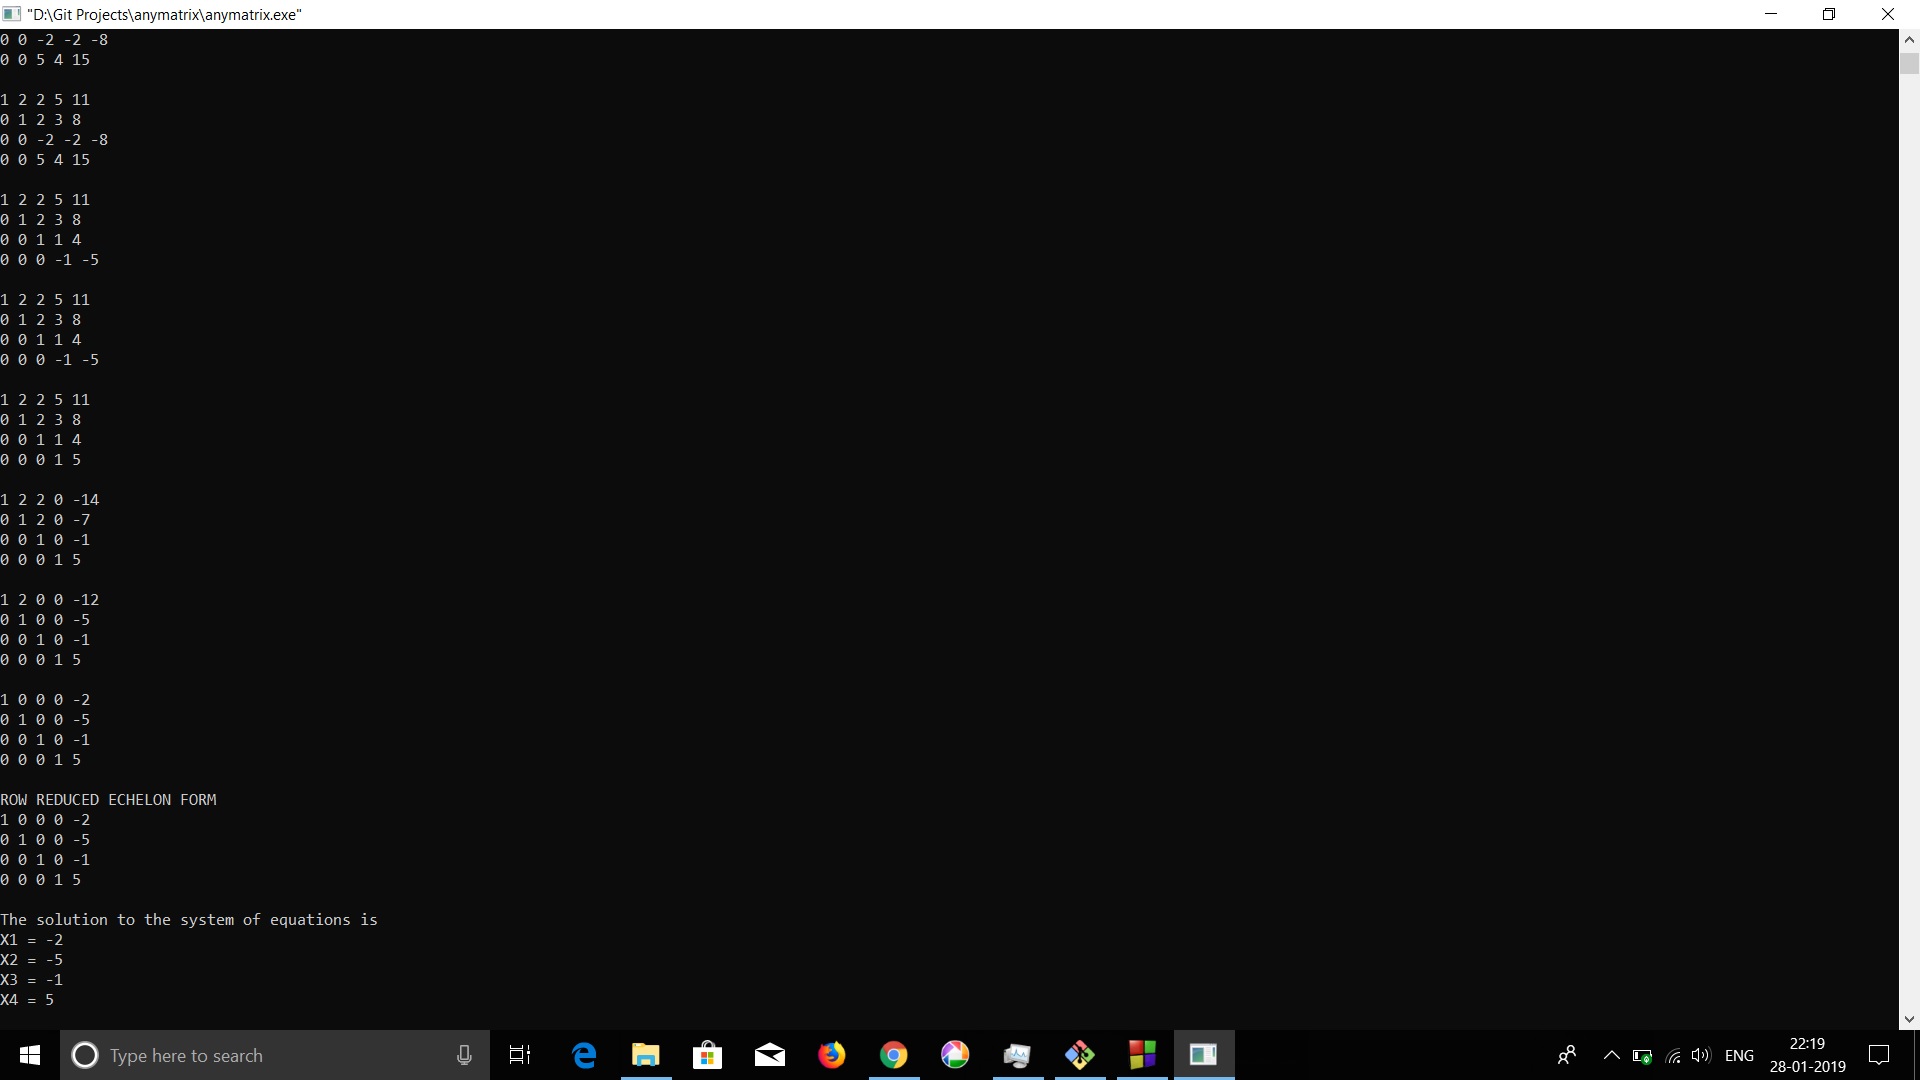 "D:\Git Projects\anymatrix\anymatrix.exe"
0 0 -2 -2 -8
0 0 5 4 15
1 2 2 5 11
0 1 2 3 8
0 0 -2 -2 -8
0 0 5 4 15
1 2 2 5 11
0 1 2 3 8
0 0 1 1 4
0 0 0 -1 -5
1 2 2 5 11
0 1 2 3 8
0 0 1 1 4
0 0 0 -1 -5
1 2 2 5 11
0 1 2 3 8
0 0 1 1 4
0 0 0 1 5
1 2 2 0 -14
0 1 2 0 -7
0 0 1 0 -1
0 0 0 1 5
1 2 0 0 -12
0 1 0 0 -5
0 0 1 0 -1
0 0 0 1 5
1 0 0 0 -2
0 1 0 0 -5
0 0 1 0 -1
0 0 0 1 5
ROW REDUCED ECHELON FORM
1 0 0 0 -2
0 1 0 0 -5
0 0 1 0 -1
0 0 0 1 5
The solution to the system of equations is
X1 = -2
X2 = -5
X3 = -1
X4 = 5
Type here to search
ENG
22:19
28-01-2019